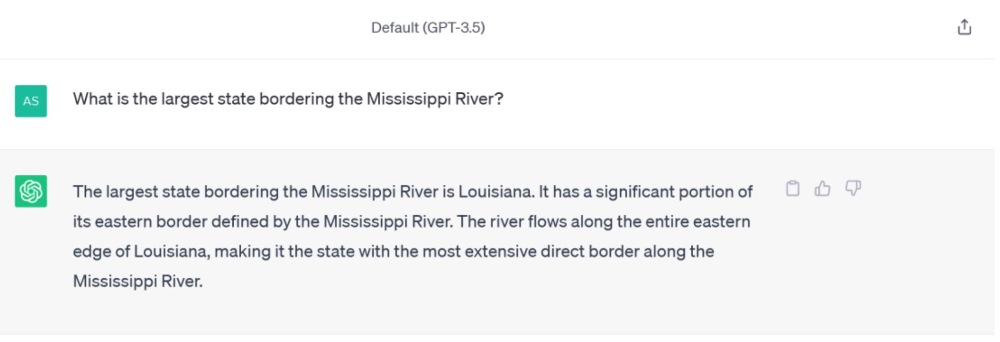 Default (GPT-3.5)
AS
What is the largest state bordering the Mississippi River?
The largest state bordering the Mississippi River is Louisiana. It has a significant portion of
its eastern border defined by the Mississippi River. The river flows along the entire eastern
edge of Louisiana, making it the state with the most extensive direct border along the
Mississippi River.